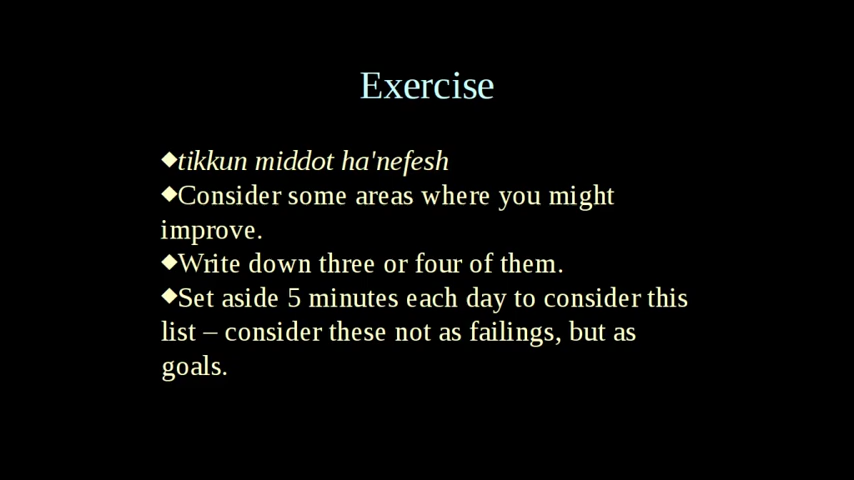 Exercise
◆tikkun middot ha'nefesh
◆Consider some areas where you might
improve.
◆Write down three or four of them.
◆Set aside 5 minutes each day to consider this
list – consider these not as failings, but as
goals.